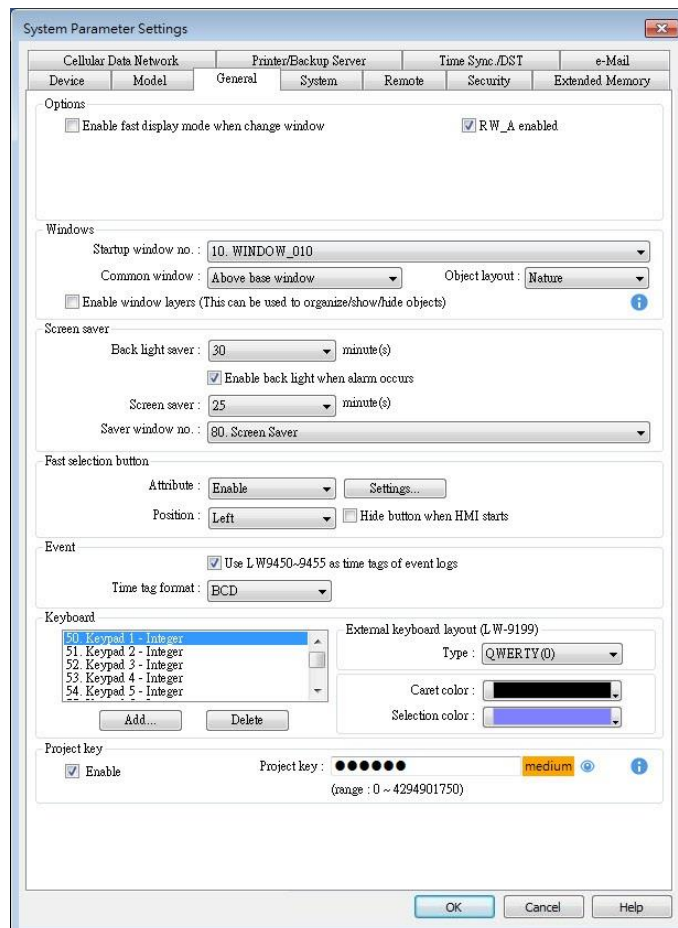 System Parameter Settings
Cellular Data Network Printer/Backup Server Time Sync./DST e-Mail
Device Model General System Remote Security Extended Memory
Options
Enable fast display mode when change window RW_A enabled
Windows
Startup window no. : 10. WINDOW_010
Common window : Above base window Object layout : Nature
Enable window layers (This can be used to organize/show/hide objects)
Screen saver
Back light saver : 30 minute(s)
Enable back light when alarm occurs
Screen saver : 25 minute(s)
Saver window no. : 80. Screen Saver
Fast selection button
Attribute : Enable Settings...
Position : Left Hide button when HMI starts
Event
Use LW9450~9455 as time tags of event logs
Time tag format : BCD
Keyboard
50. Keypad 1 - Integer
51. Keypad 2 - Integer
52. Keypad 3 - Integer
53. Keypad 4 - Integer
54. Keypad 5 - Integer
Add... Delete
External keyboard layout (LW-9199)
Type : QWERTY(0)
Caret color :
Selection color :
Project key
Enable Project key : ●●●●●● medium
(range : 0 ~ 4294901750)
OK Cancel Help